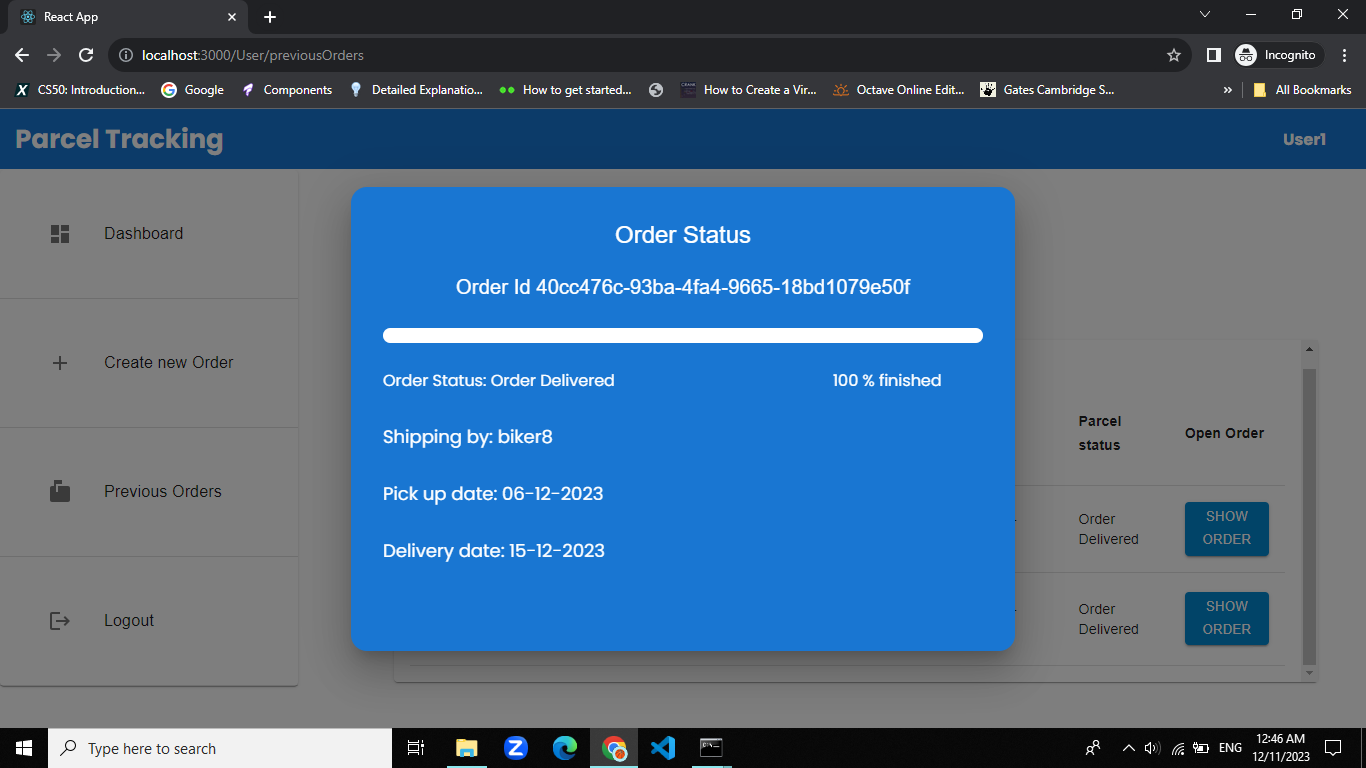 React App
localhost:3000/User/previousOrders
Incognito
CS50: Introduction...
Google
Components
Detailed Explanatio...
How to get started...
How to Create a Vir...
Octave Online Edit...
Gates Cambridge S...
»
All Bookmarks
Parcel Tracking
User1
Dashboard
Create new Order
Previous Orders
Logout
Order Status
Order Id 40cc476c-93ba-4fa4-9665-18bd1079e50f
Order Status: Order Delivered
100 % finished
Shipping by: biker8
Pick up date: 06-12-2023
Delivery date: 15-12-2023
Parcel
status
Open Order
Order
Delivered
SHOW
ORDER
Order
Delivered
SHOW
ORDER
Type here to search
ENG
12:46 AM
12/11/2023